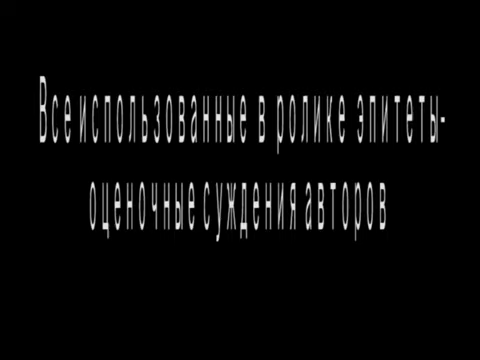 Все использованные в ролике эпитеты-
оценочные суждения авторов